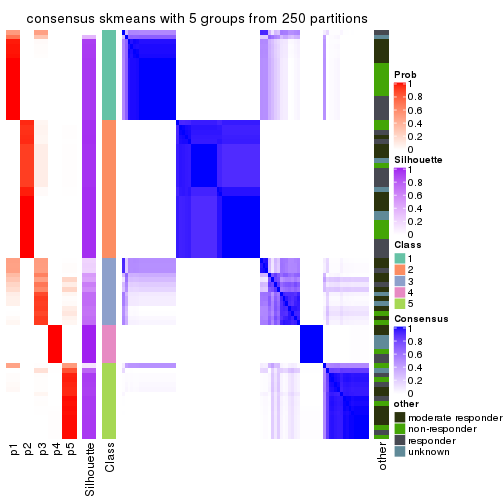 consensus skmeans with 5 groups from 250 partitions
Prob
1
0.8
0.6
0.4
0.2
0
Silhouette
1
0.8
0.6
0.4
0.2
0
Class
1
2
3
4
5
Consensus
1
0.8
0.6
0.4
0.2
0
other
moderate responder
non-responder
responder
unknown
p1
p2
p3
p4
p5
Silhouette
Class
other